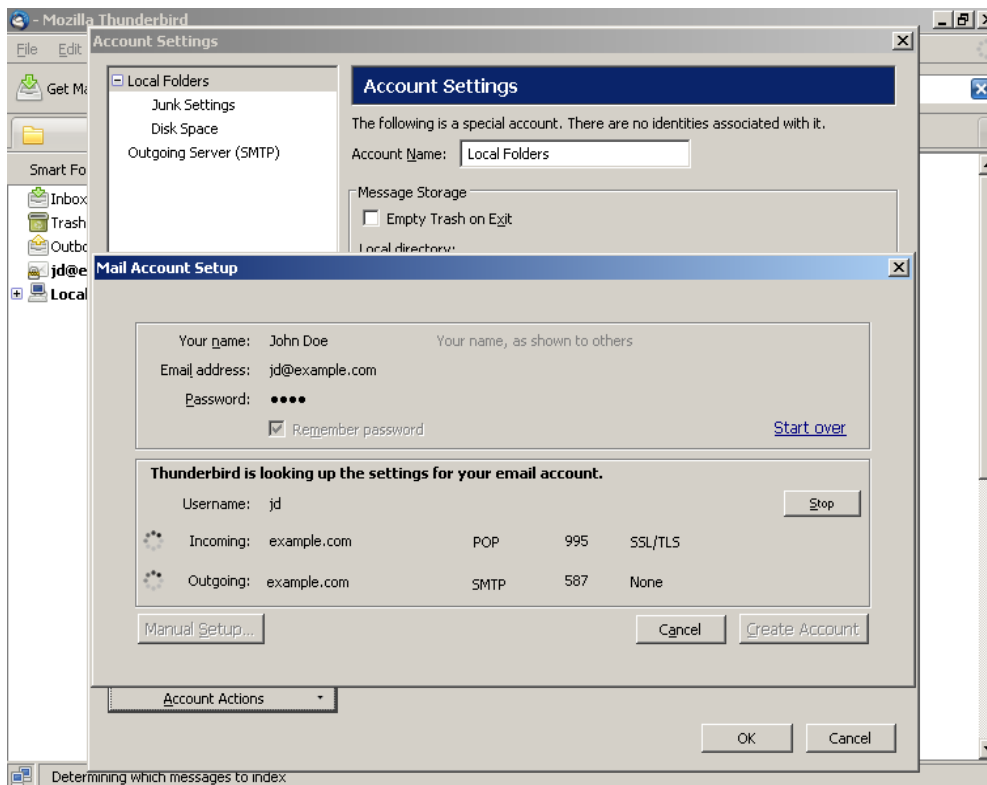 - Mozilla Thunderbird
File Edit
Account Settings
Get Ma
Local Folders
Junk Settings
Disk Space
Outgoing Server (SMTP)
Account Settings
The following is a special account. There are no identities associated with it.
Account Name: Local Folders
Message Storage
Empty Trash on Exit
Local directory:
Smart Fo
Inbox
Trash
Outbo
jd@e
Local
Mail Account Setup
Your name: John Doe Your name, as shown to others
Email address: jd@example.com
Password: ●●●●
Remember password Start over
Thunderbird is looking up the settings for your email account.
Username: jd Stop
Incoming: example.com POP 995 SSL/TLS
Outgoing: example.com SMTP 587 None
Manual Setup... Cancel Create Account
Account Actions
OK Cancel
Determining which messages to index